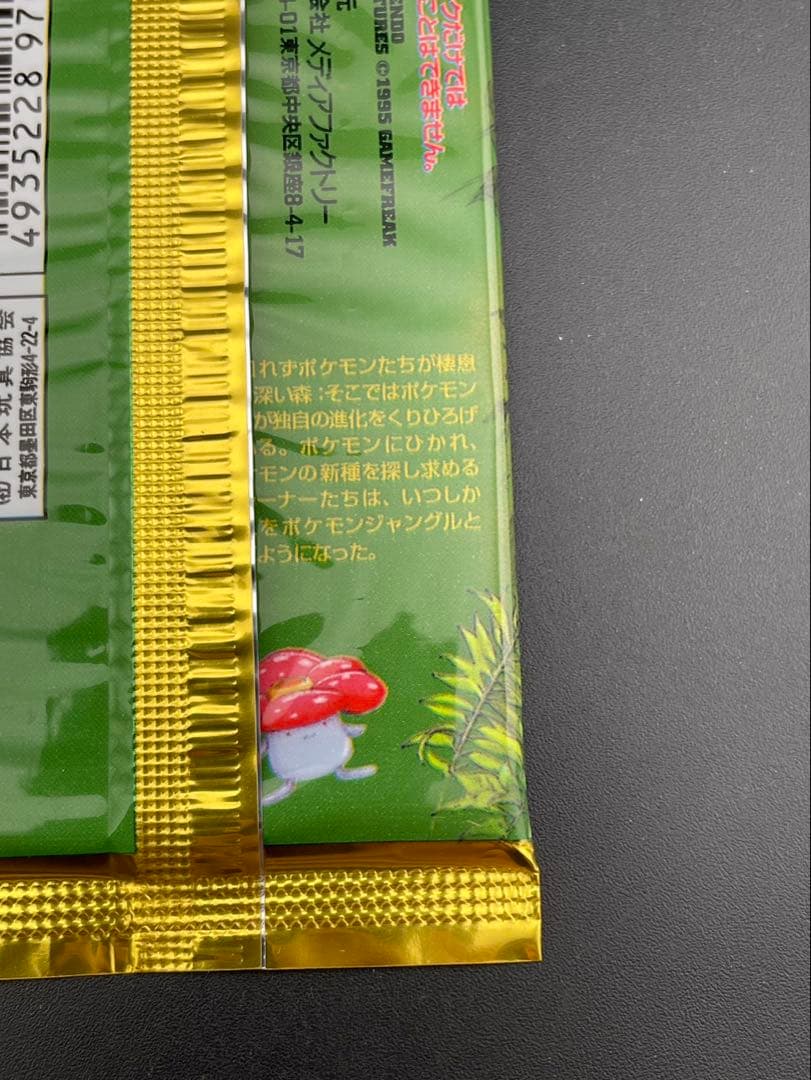 4935228 97
日本玩具協会
東京都墨田区東駒形4-22-4
クだけでは
ことはできません。
TURES ©1995 GAMEFREAK
元
会社 メディアファクトリー
-01東京都中央区銀座8-4-17
れずポケモンたちが棲息
深い森：そこではポケモン
が独自の進化をくりひろげ
る。ポケモンにひかれ、
モンの新種を探し求める
ーナーたちは、いつしか
をポケモンジャングルと
ようになった。